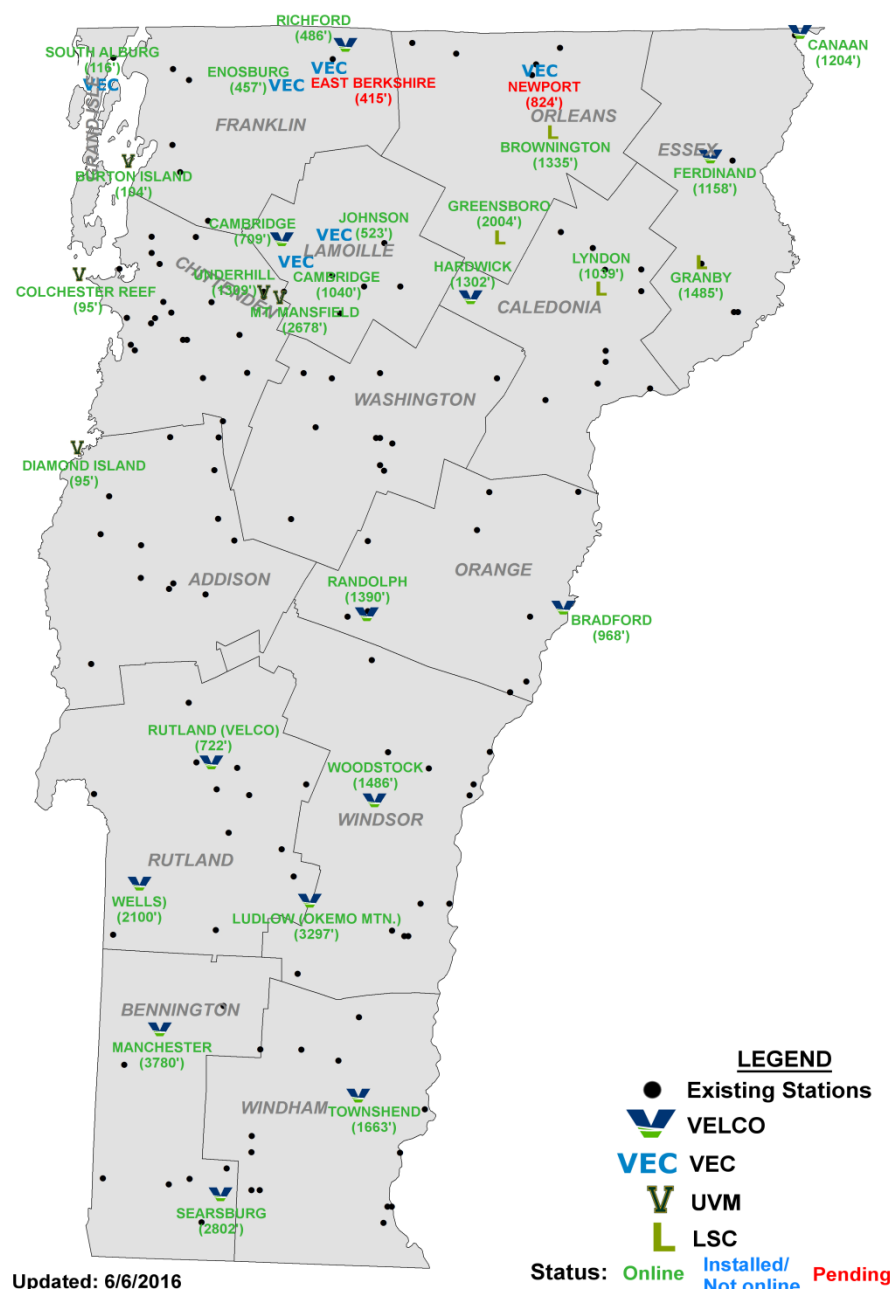 RICHFORD
(486')
SOUTH ALBURG
(116')
VEC
ENOSBURG
(457')
VEC
VEC
EAST BERKSHIRE
(415')
VEC
NEWPORT
(824')
CANAAN
(1204')
GRAND ISLE
FRANKLIN
ORLEANS
L
BROWNINGTON
(1335')
ESSEX
FERDINAND
(1158')
V
BURTON ISLAND
(104')
CAMBRIDGE
(709')
JOHNSON
(523')
VEC
LAMOILLE
VEC
CAMBRIDGE
(1040')
GREENSBORO
(2004')
L
HARDWICK
(1302')
LYNDON
(1039')
L
L
GRANBY
(1485')
CALEDONIA
V
COLCHESTER REEF
(95')
CHITTENDEN
UNDERHILL
V
V
MT. MANSFIELD
(2678')
WASHINGTON
V
DIAMOND ISLAND
(95')
ADDISON
ORANGE
RANDOLPH
(1390')
BRADFORD
(968')
RUTLAND (VELCO)
(722')
WOODSTOCK
(1486')
WINDSOR
RUTLAND
WELLS)
(2100')
LUDLOW (OKEMO MTN.)
(3297')
BENNINGTON
MANCHESTER
(3780')
WINDHAM
TOWNSHEND
(1663')
SEARSBURG
(2802')
LEGEND
Existing Stations
VELCO
VEC VEC
V UVM
L LSC
Status: Online Installed/ Not online Pending
Updated: 6/6/2016